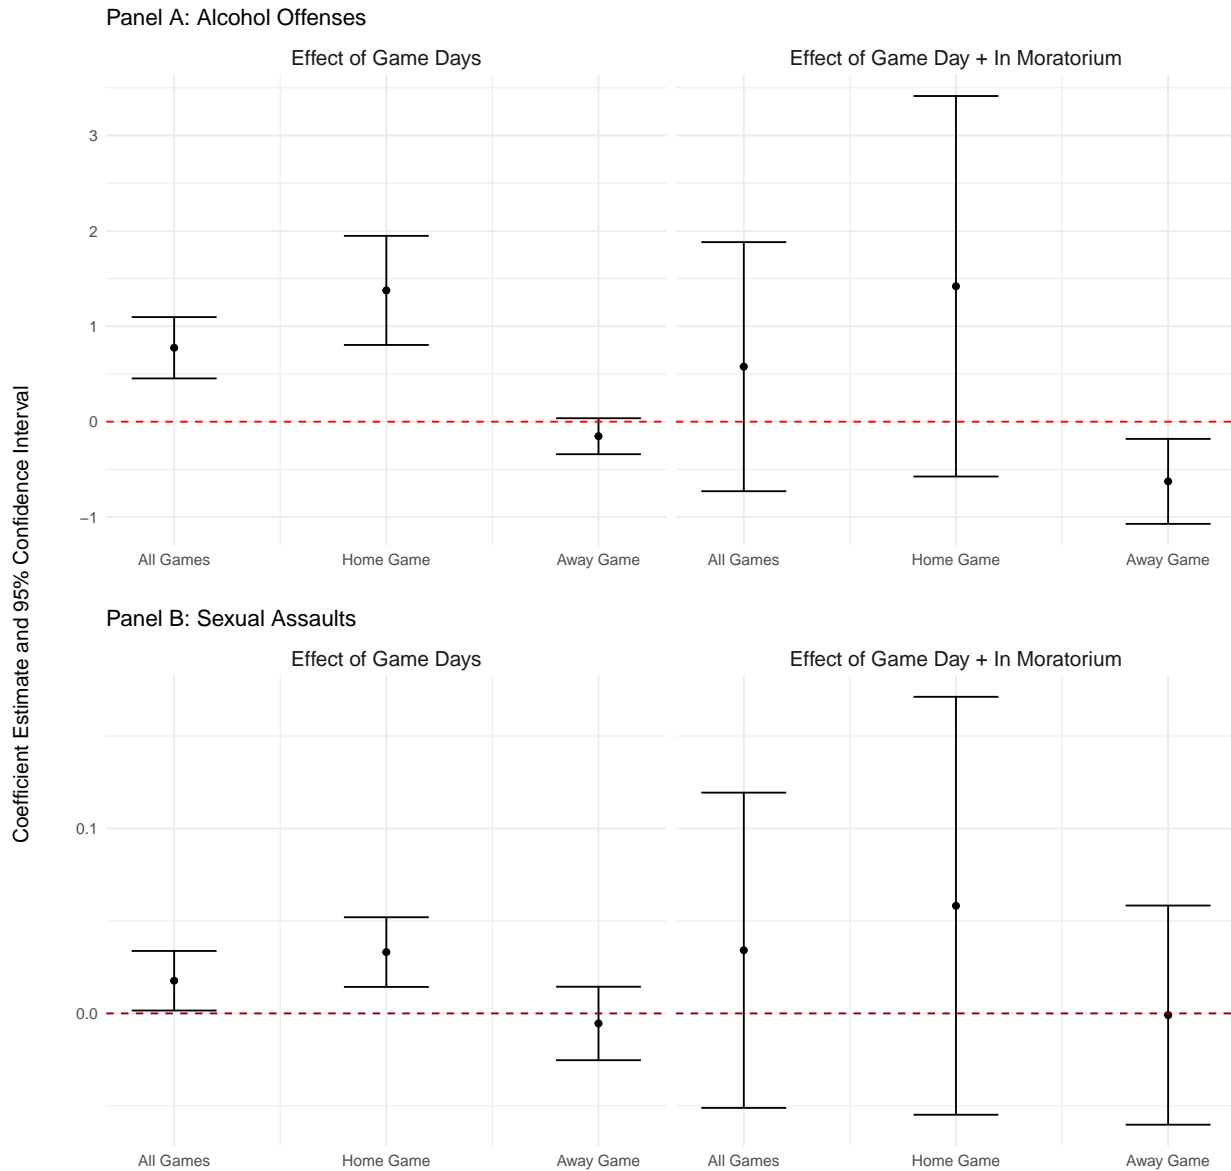 Panel A: Alcohol Offenses
Effect of Game Days
Effect of Game Day + In Moratorium
3
2
1
0
−1
All Games
Home Game
Away Game
All Games
Home Game
Away Game
Coefficient Estimate and 95% Confidence Interval
Panel B: Sexual Assaults
Effect of Game Days
Effect of Game Day + In Moratorium
0.1
0.0
All Games
Home Game
Away Game
All Games
Home Game
Away Game